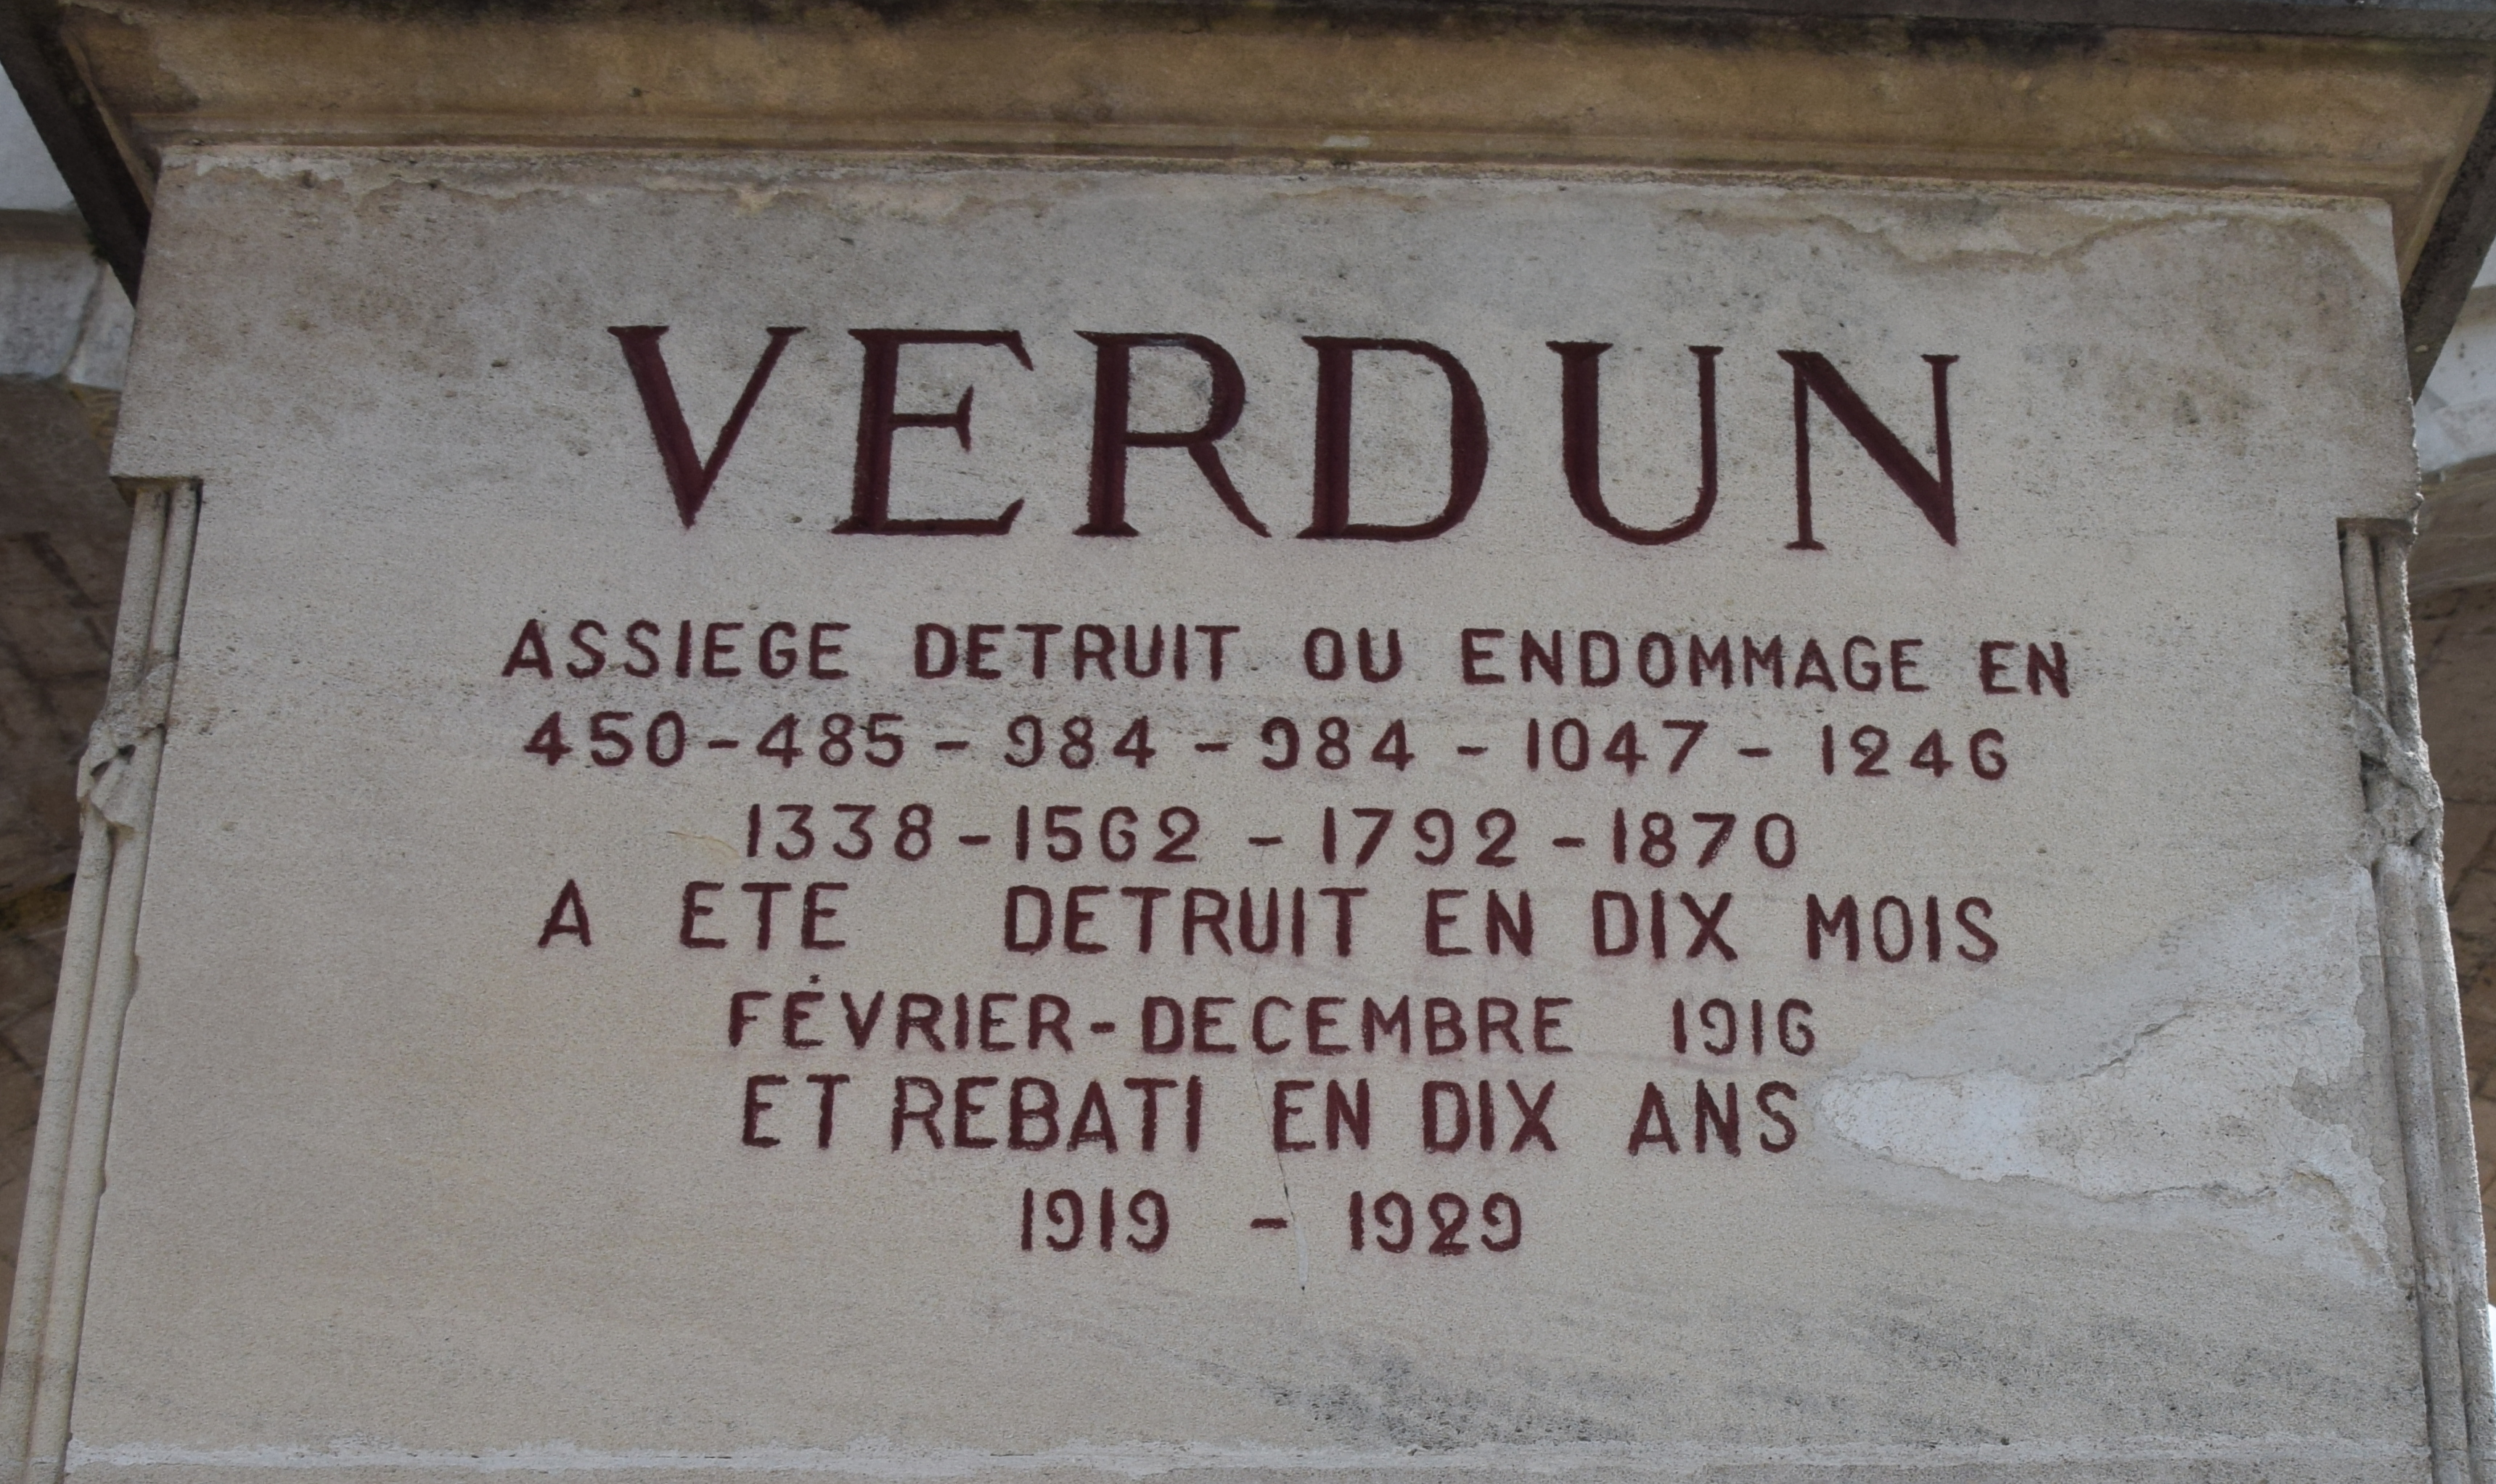 VERDUN
ASSIEGE DETRUIT OU ENDOMMAGE EN
450-485-984-984-1047-1246
1338-1562-1792-1870
A ETE DETRUIT EN DIX MOIS
FÉVRIER-DECEMBRE 1916
ET REBATI EN DIX ANS
1919 - 1929